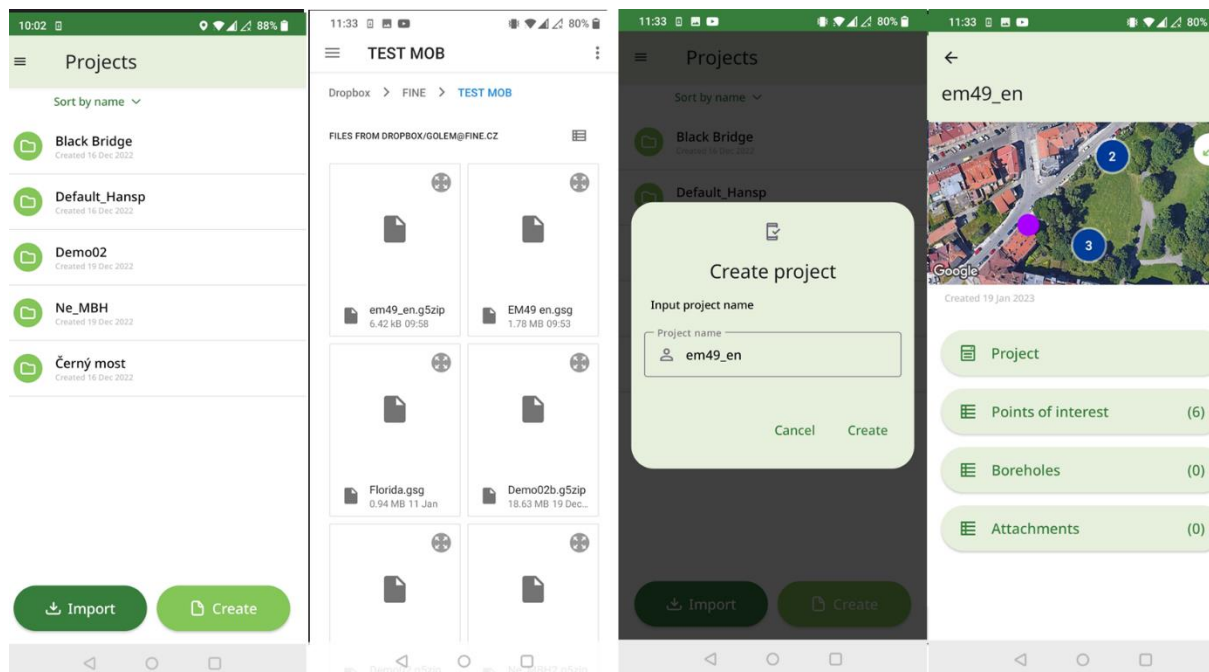 10:02 88%
Projects
Sort by name
Black Bridge
Created 16 Dec 2022
Default_Hansp
Created 16 Dec 2022
Demo02
Created 19 Dec 2022
Ne_MBH
Created 19 Dec 2022
Černý most
Created 16 Dec 2022
Import Create
11:33 80%
TEST MOB
Dropbox > FINE > TEST MOB
FILES FROM DROPBOX/GOLEM@FINE.CZ
em49_en.g5zip EM49 en.gsg
6.42 kB 09:58 1.78 MB 09:53
Florida.gsg Demo02b.g5zip
0.94 MB 11 Jan 18.63 MB 19 Dec...
11:33 80%
Projects
Sort by name
Black Bridge
Created 16 Dec 2022
Default_Hansp
Create project
Input project name
Project name
em49_en
Cancel Create
Import Create
11:33 80%
em49_en
2
3
Google
Created 19 Jan 2023
Project
Points of interest (6)
Boreholes (0)
Attachments (0)